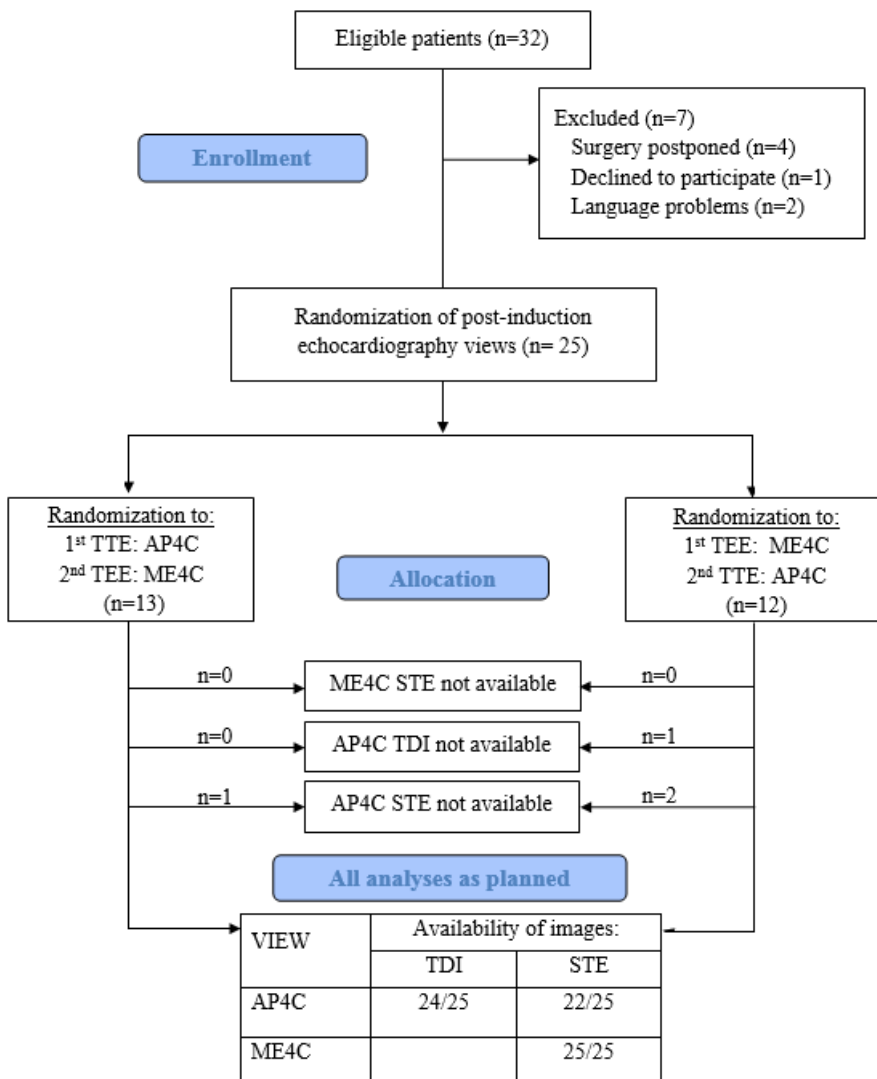 Eligible patients (n=32)
Excluded (n=7)
Surgery postponed (n=4)
Declined to participate (n=1)
Language problems (n=2)
Enrollment
Randomization of post-induction
echocardiography views (n= 25)
Randomization to:
1st TTE: AP4C
2nd TEE: ME4C
(n=13)
Randomization to:
1st TEE: ME4C
2nd TTE: AP4C
(n=12)
Allocation
n=0
ME4C STE not available
n=0
n=0
AP4C TDI not available
n=1
n=1
AP4C STE not available
n=2
All analyses as planned
VIEW
Availability of images:
TDI STE
AP4C 24/25 22/25
ME4C 25/25